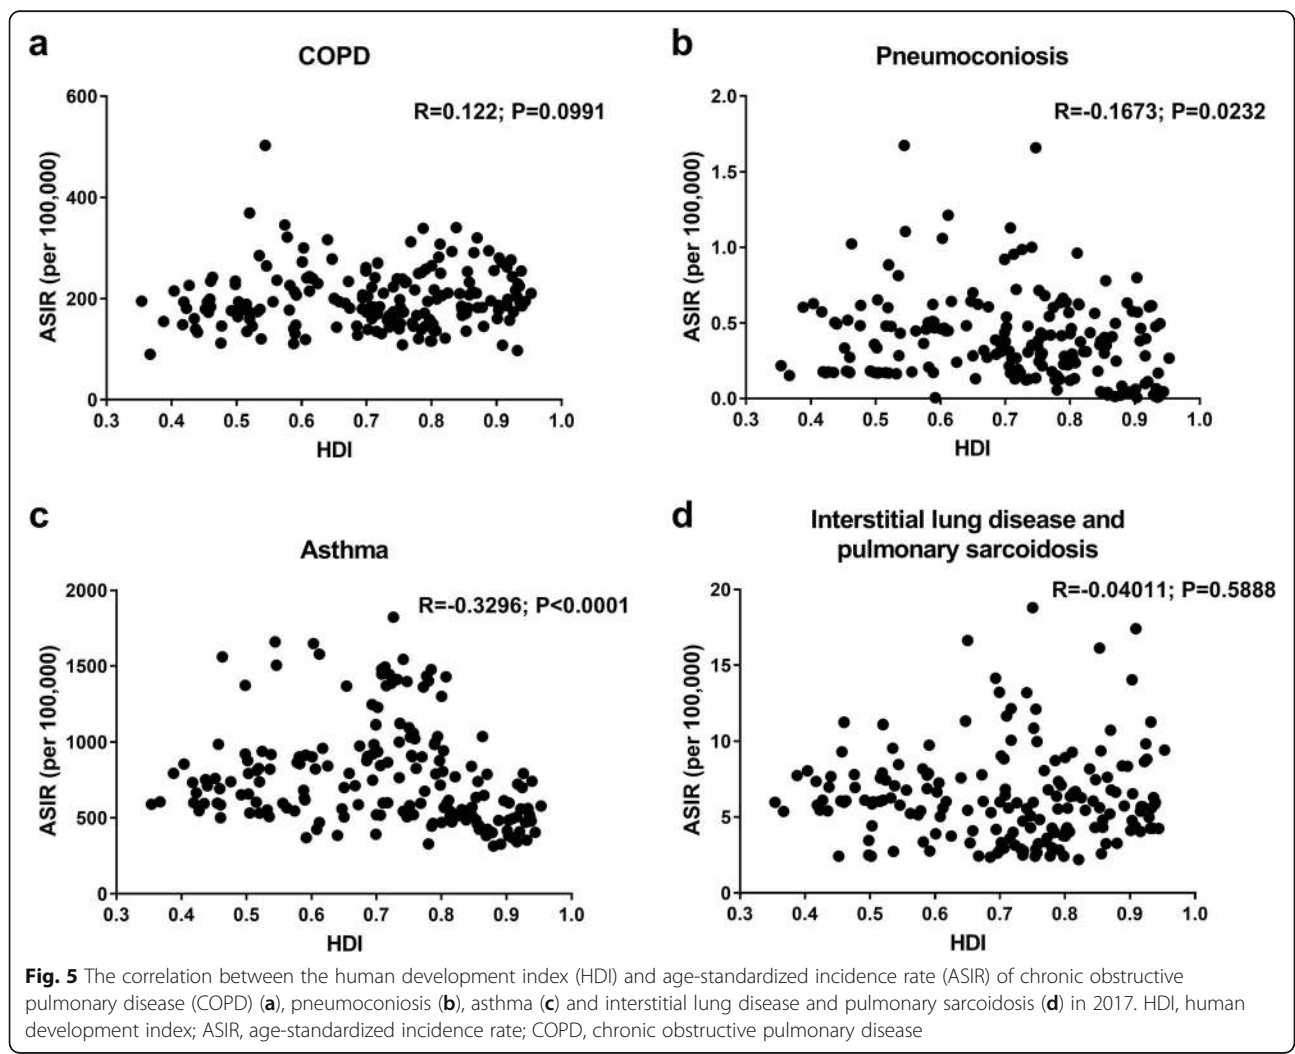 a
COPD
R=0.122; P=0.0991
ASIR (per 100,000)
600
400
200
0
0.3 0.4 0.5 0.6 0.7 0.8 0.9 1.0
HDI
b
Pneumoconiosis
R=-0.1673; P=0.0232
ASIR (per 100,000)
2.0
1.5
1.0
0.5
0.0
0.3 0.4 0.5 0.6 0.7 0.8 0.9 1.0
HDI
c
Asthma
R=-0.3296; P<0.0001
ASIR (per 100,000)
2000
1500
1000
500
0
0.3 0.4 0.5 0.6 0.7 0.8 0.9 1.0
HDI
d
Interstitial lung disease and
pulmonary sarcoidosis
R=-0.04011; P=0.5888
ASIR (per 100,000)
20
15
10
5
0
0.3 0.4 0.5 0.6 0.7 0.8 0.9 1.0
HDI
Fig. 5 The correlation between the human development index (HDI) and age-standardized incidence rate (ASIR) of chronic obstructive
pulmonary disease (COPD) (a), pneumoconiosis (b), asthma (c) and interstitial lung disease and pulmonary sarcoidosis (d) in 2017. HDI, human
development index; ASIR, age-standardized incidence rate; COPD, chronic obstructive pulmonary disease